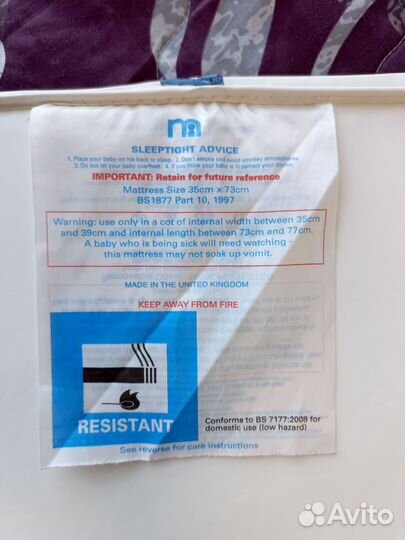 m
SLEEPTIGHT ADVICE
1. Place your baby on his back to sleep. 2. Don't smoke and avoid smokey atmospheres.
3. Do not let your baby overheat. 4. If you think your baby is ill contact your doctor.
IMPORTANT: Retain for future reference
Mattress Size 35cm x 73cm
BS1877 Part 10, 1997
Warning: use only in a cot of internal width between 35cm
and 39cm and internal length between 73cm and 77cm.
A baby who is being sick will need watching -
this mattress may not soak up vomit.
MADE IN THE UNITED KINGDOM
KEEP AWAY FROM FIRE
RESISTANT
Conforms to BS 7177:2008 for
domestic use (low hazard)
See reverse for care instructions
Avito